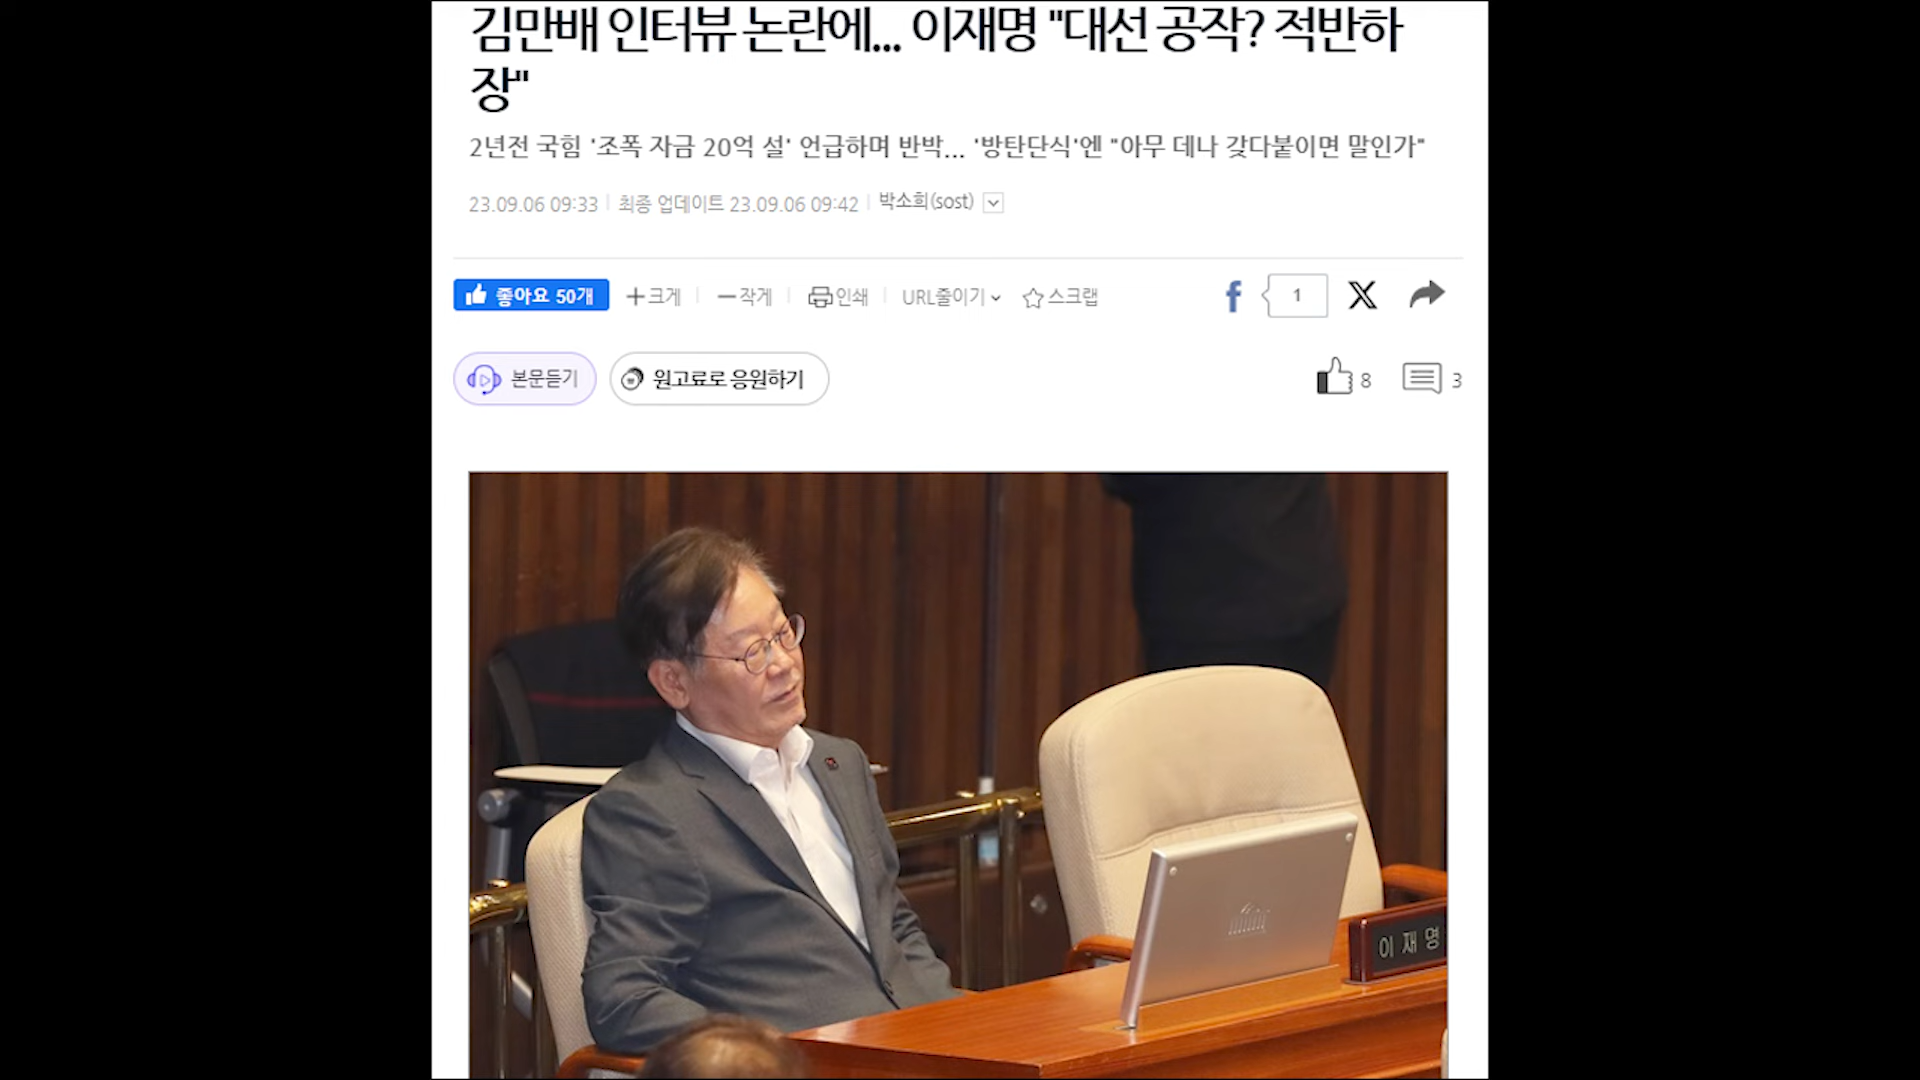 김만배 인터뷰 논란에... 이재명 "대선 공작? 적반하
장"
2년전 국힘 '조폭 자금 20억 설' 언급하며 반박... '방탄단식'엔 "아무 데나 갖다붙이면 말인가"
23.09.06 09:33 최종 업데이트 23.09.06 09:42 박소희(sost)
좋아요 50개 크게 작게 인쇄 URL줄이기 스크랩 1
본문듣기 원고료로 응원하기 8 3
이재명